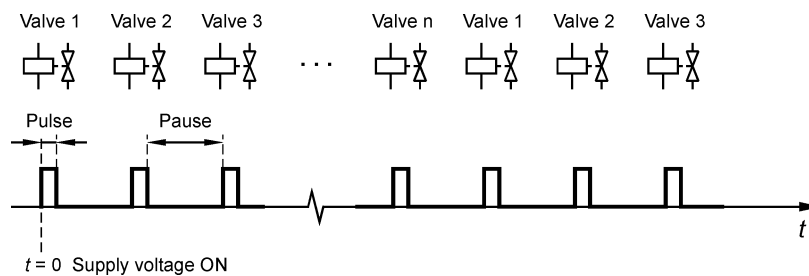 Valve 1 Valve 2 Valve 3 ... Valve n Valve 1 Valve 2 Valve 3
Pulse Pause
t
t = 0 Supply voltage ON